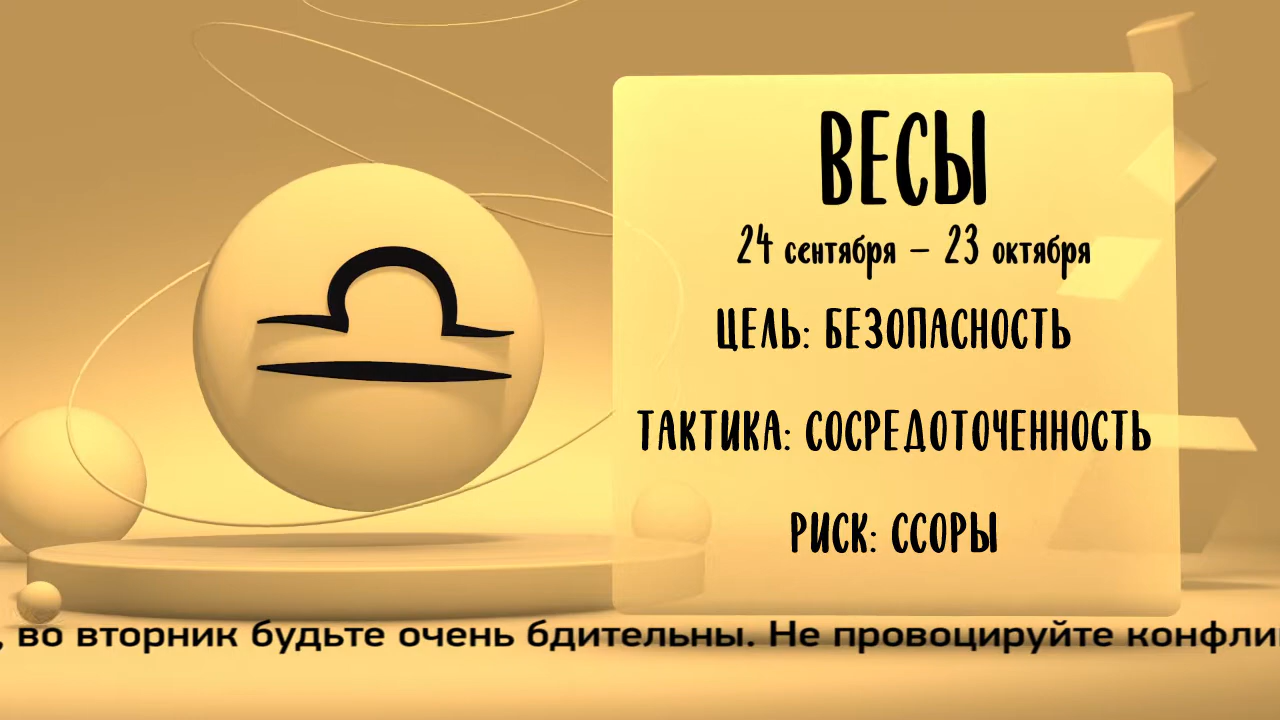 ВЕСЫ
24 сентября – 23 октября
ЦЕЛЬ: БЕЗОПАСНОСТЬ
ТАКТИКА: СОСРЕДОТОЧЕННОСТЬ
РИСК: ССОРЫ
, во вторник будьте очень бдительны. Не провоцируйте